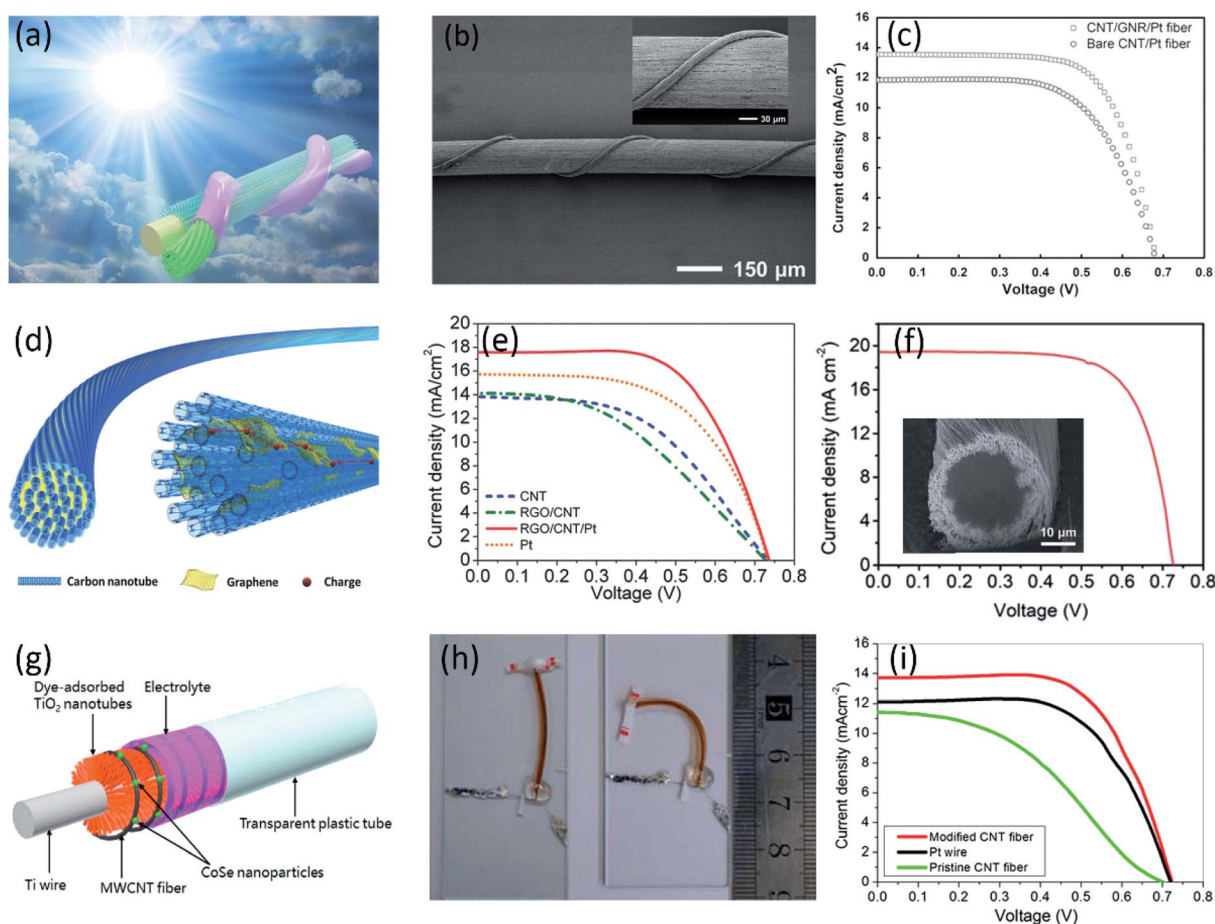 (a)
(b)
30 µm
150 µm
(c)
Current density (mA/cm²)
16
14
12
10
8
6
4
2
0
CNT/GNR/Pt fiber
Bare CNT/Pt fiber
0.0 0.1 0.2 0.3 0.4 0.5 0.6 0.7 0.8
Voltage (V)
(d)
Carbon nanotube
Graphene
Charge
(e)
Current density (mA/cm²)
20
18
16
14
12
10
8
6
4
2
0
CNT
RGO/CNT
RGO/CNT/Pt
Pt
0.0 0.1 0.2 0.3 0.4 0.5 0.6 0.7 0.8
Voltage (V)
(f)
Current density (mA cm⁻²)
20
16
12
8
4
0
10 µm
0.0 0.1 0.2 0.3 0.4 0.5 0.6 0.7 0.8
Voltage (V)
(g)
Dye-adsorbed
TiO₂ nanotubes
Electrolyte
Transparent plastic tube
CoSe nanoparticles
MWCNT fiber
Ti wire
(h)
4
5
6
7
8
9
(i)
Current density (mAcm⁻²)
16
14
12
10
8
6
4
2
0
Modified CNT fiber
Pt wire
Pristine CNT fiber
0.0 0.1 0.2 0.3 0.4 0.5 0.6 0.7 0.8
Voltage (V)